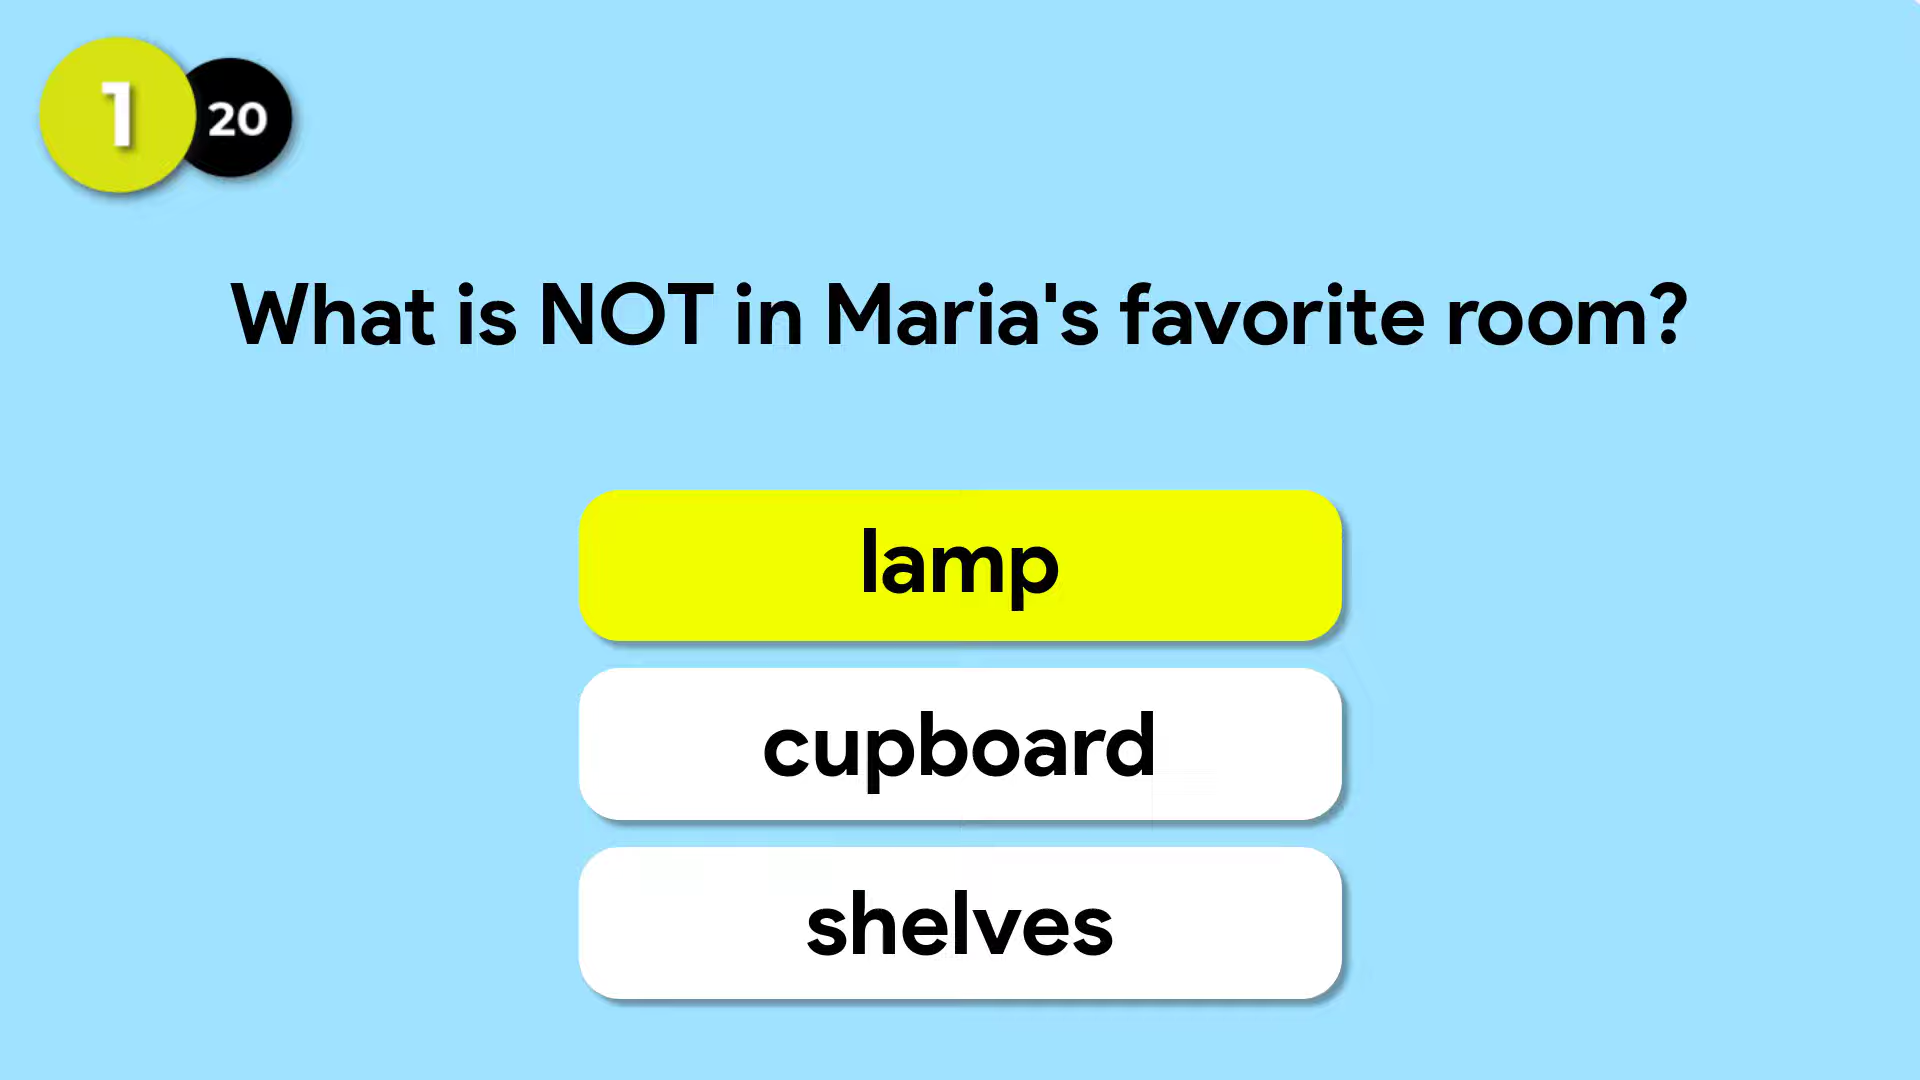 1
20
What is NOT in Maria's favorite room?
lamp
cupboard
shelves